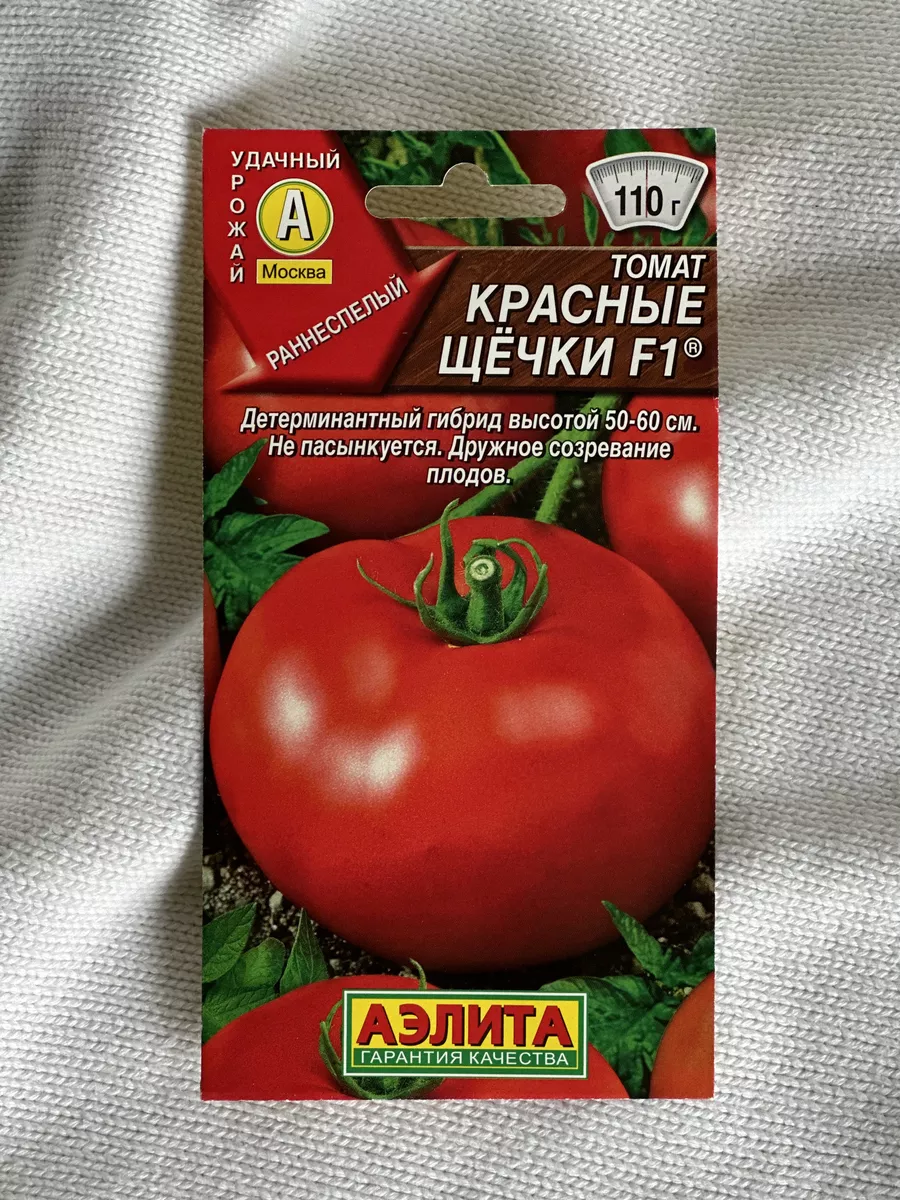 УДАЧНЫЙ
УРОЖАЙ
А
Москва
РАННЕСПЕЛЫЙ
110 г
ТОМАТ
КРАСНЫЕ
ЩЁЧКИ F1®
Детерминантный гибрид высотой 50-60 см.
Не пасынкуется. Дружное созревание
плодов.
АЭЛИТА
ГАРАНТИЯ КАЧЕСТВА